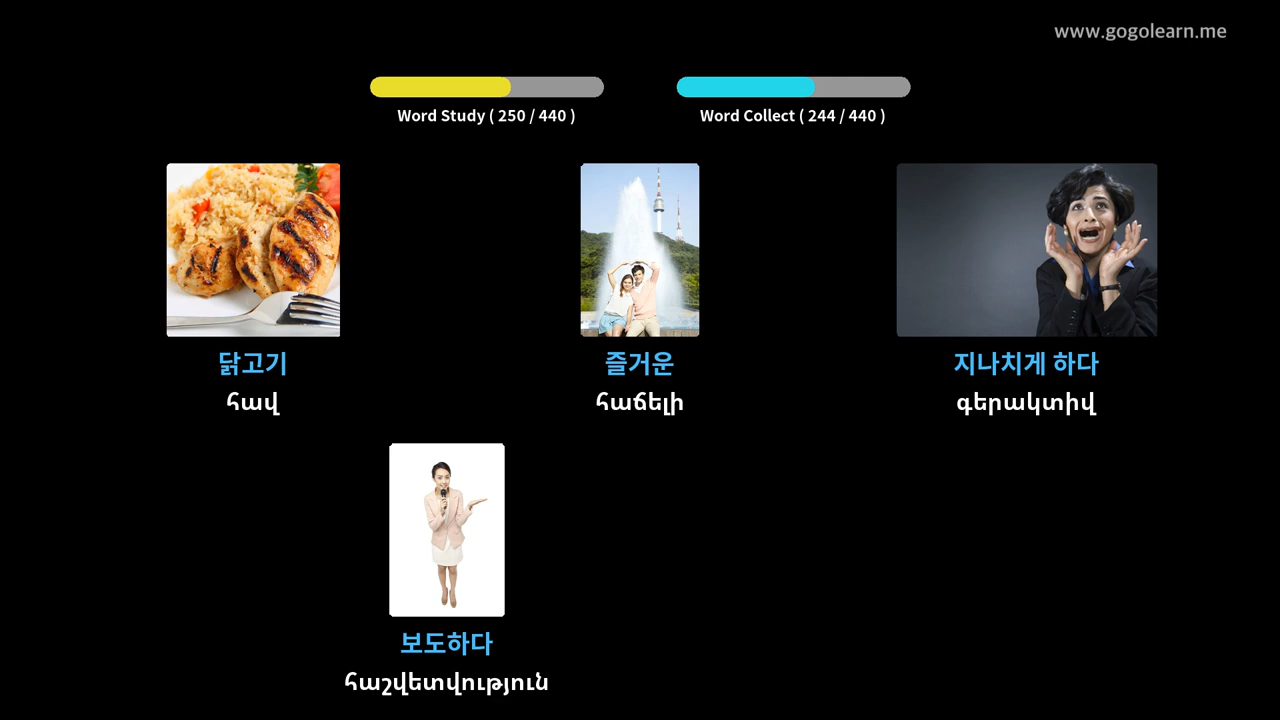 www.gogolearn.me
Word Study ( 250 / 440 )
Word Collect ( 244 / 440 )
닭고기
հավ
즐거운
հաճելի
지나치게 하다
գերակտիվ
보도하다
հաշվետվություն